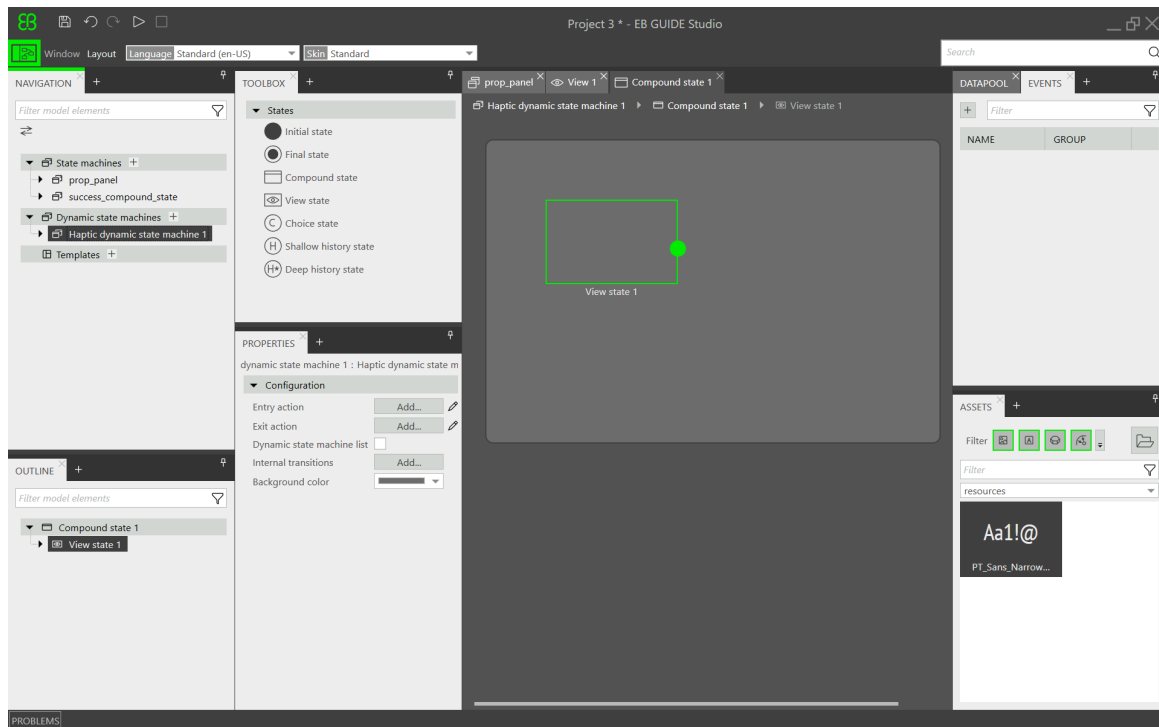 Project 3 * - EB GUIDE Studio
Window Layout Language Standard (en-US) Skin Standard
Search
NAVIGATION
Filter model elements
State machines
prop_panel
success_compound_state
Dynamic state machines
Haptic dynamic state machine 1
Templates
OUTLINE
Filter model elements
Compound state 1
View state 1
TOOLBOX
States
Initial state
Final state
Compound state
View state
C Choice state
H Shallow history state
H* Deep history state
PROPERTIES
dynamic state machine 1 : Haptic dynamic state m
Configuration
Entry action Add...
Exit action Add...
Dynamic state machine list
Internal transitions Add...
Background color
prop_panel View 1 Compound state 1
Haptic dynamic state machine 1 Compound state 1 View state 1
View state 1
DATAPOOL EVENTS
Filter
NAME GROUP
ASSETS
Filter
Filter
resources
Aa1!@
PT_Sans_Narrow...
PROBLEMS